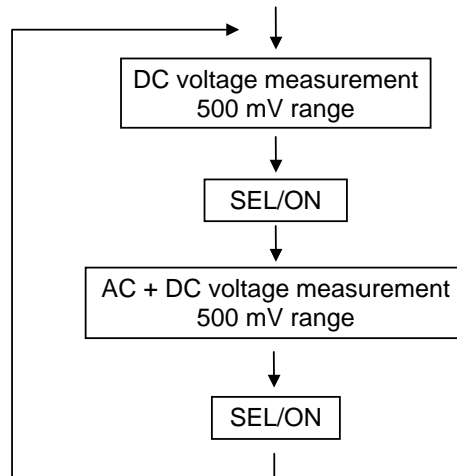 DC voltage measurement
500 mV range
SEL/ON
AC + DC voltage measurement
500 mV range
SEL/ON